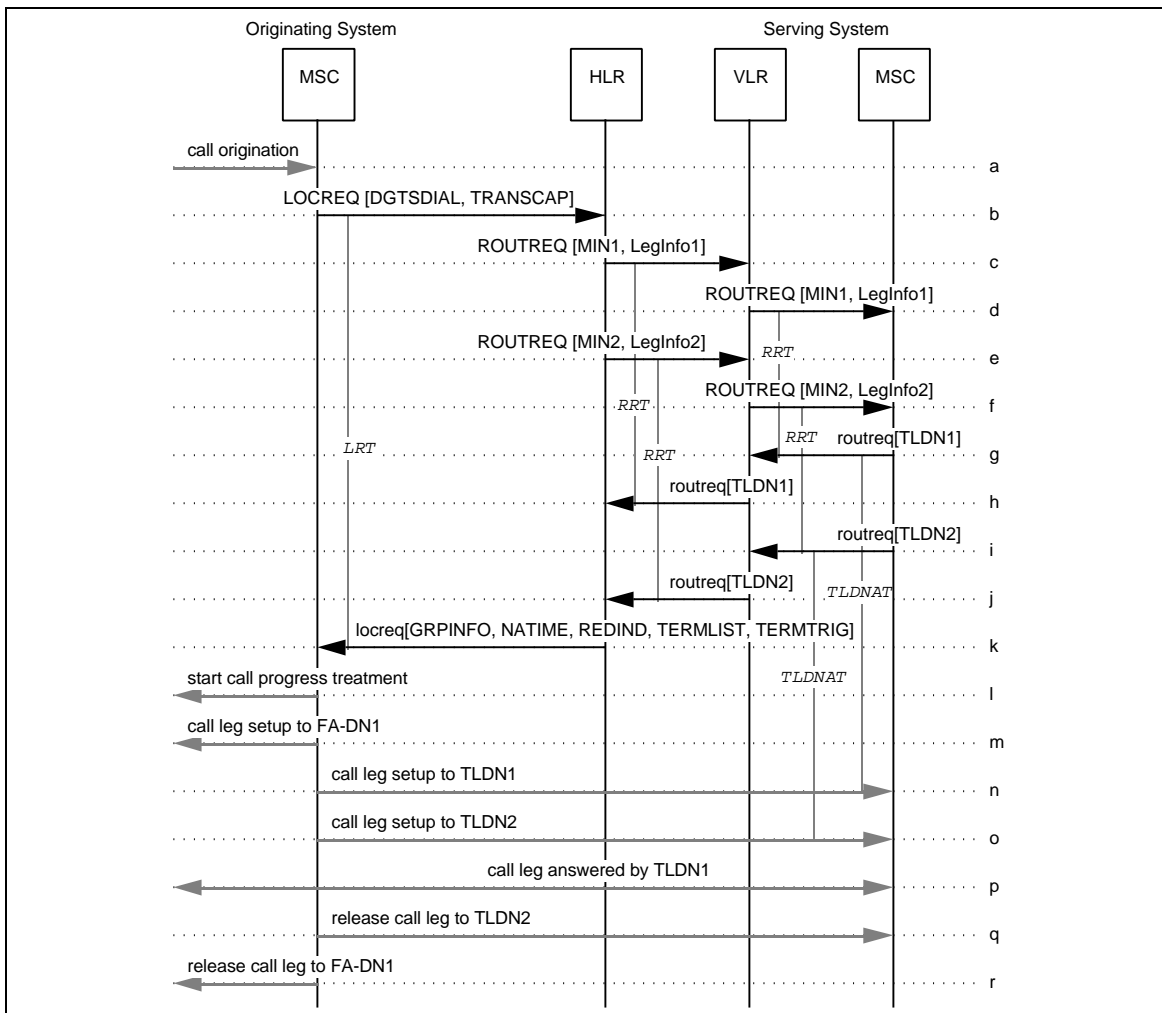 Originating System
Serving System
MSC
HLR
VLR
MSC
call origination
a
LOCREQ [DGTSDIAL, TRANSCAP]
b
ROUTREQ [MIN1, LegInfo1]
c
ROUTREQ [MIN1, LegInfo1]
d
ROUTREQ [MIN2, LegInfo2]
RRT
e
ROUTREQ [MIN2, LegInfo2]
RRT
f
LRT
RRT
RRT
routreq[TLDN1]
g
routreq[TLDN1]
h
routreq[TLDN2]
i
routreq[TLDN2]
TLDNAT
j
locreq[GRPINFO, NATIME, REDIND, TERMLIST, TERMTRIG]
k
start call progress treatment
TLDNAT
l
call leg setup to FA-DN1
m
call leg setup to TLDN1
n
call leg setup to TLDN2
o
call leg answered by TLDN1
p
release call leg to TLDN2
q
release call leg to FA-DN1
r